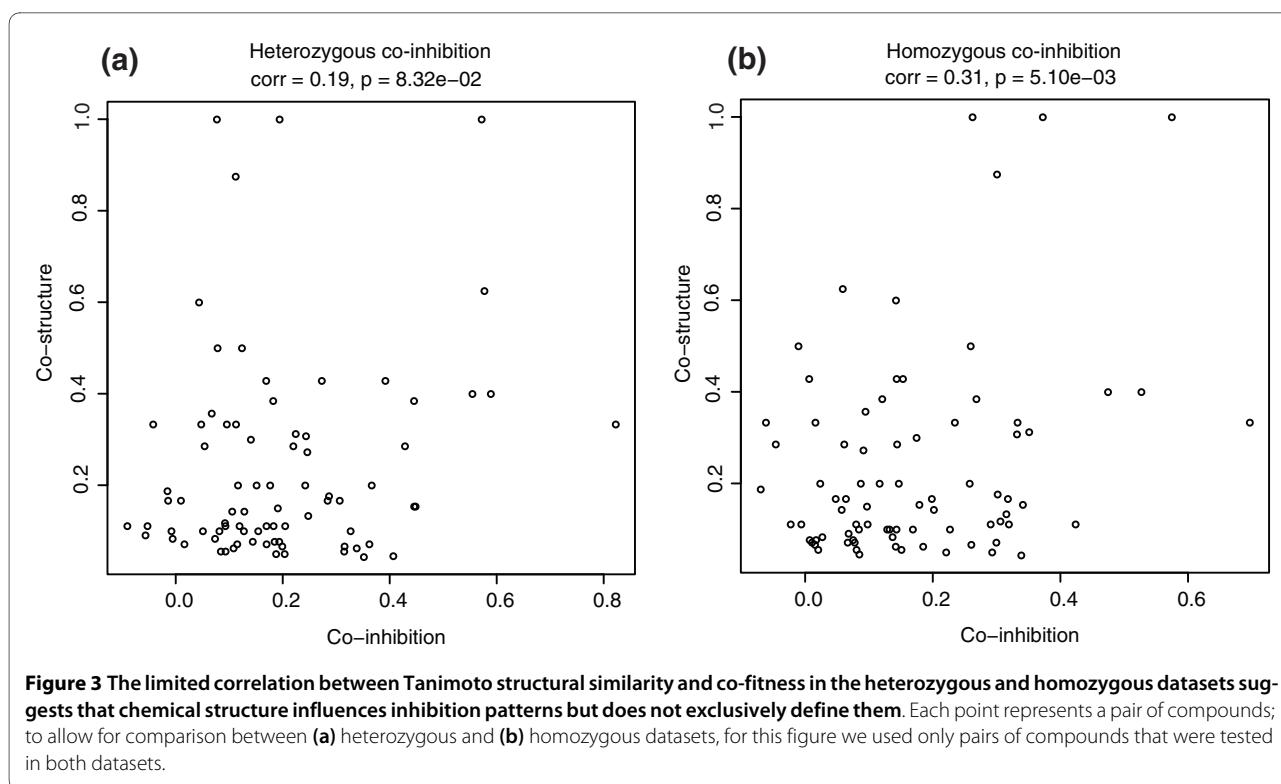 (a)
Heterozygous co-inhibition
corr = 0.19, p = 8.32e−02
1.0
0.8
0.6
0.4
0.2
Co−structure
0.0 0.2 0.4 0.6 0.8
Co−inhibition
(b)
Homozygous co-inhibition
corr = 0.31, p = 5.10e−03
1.0
0.8
0.6
0.4
0.2
Co−structure
0.0 0.2 0.4 0.6
Co−inhibition
Figure 3 The limited correlation between Tanimoto structural similarity and co-fitness in the heterozygous and homozygous datasets sug-
gests that chemical structure influences inhibition patterns but does not exclusively define them. Each point represents a pair of compounds;
to allow for comparison between (a) heterozygous and (b) homozygous datasets, for this figure we used only pairs of compounds that were tested
in both datasets.